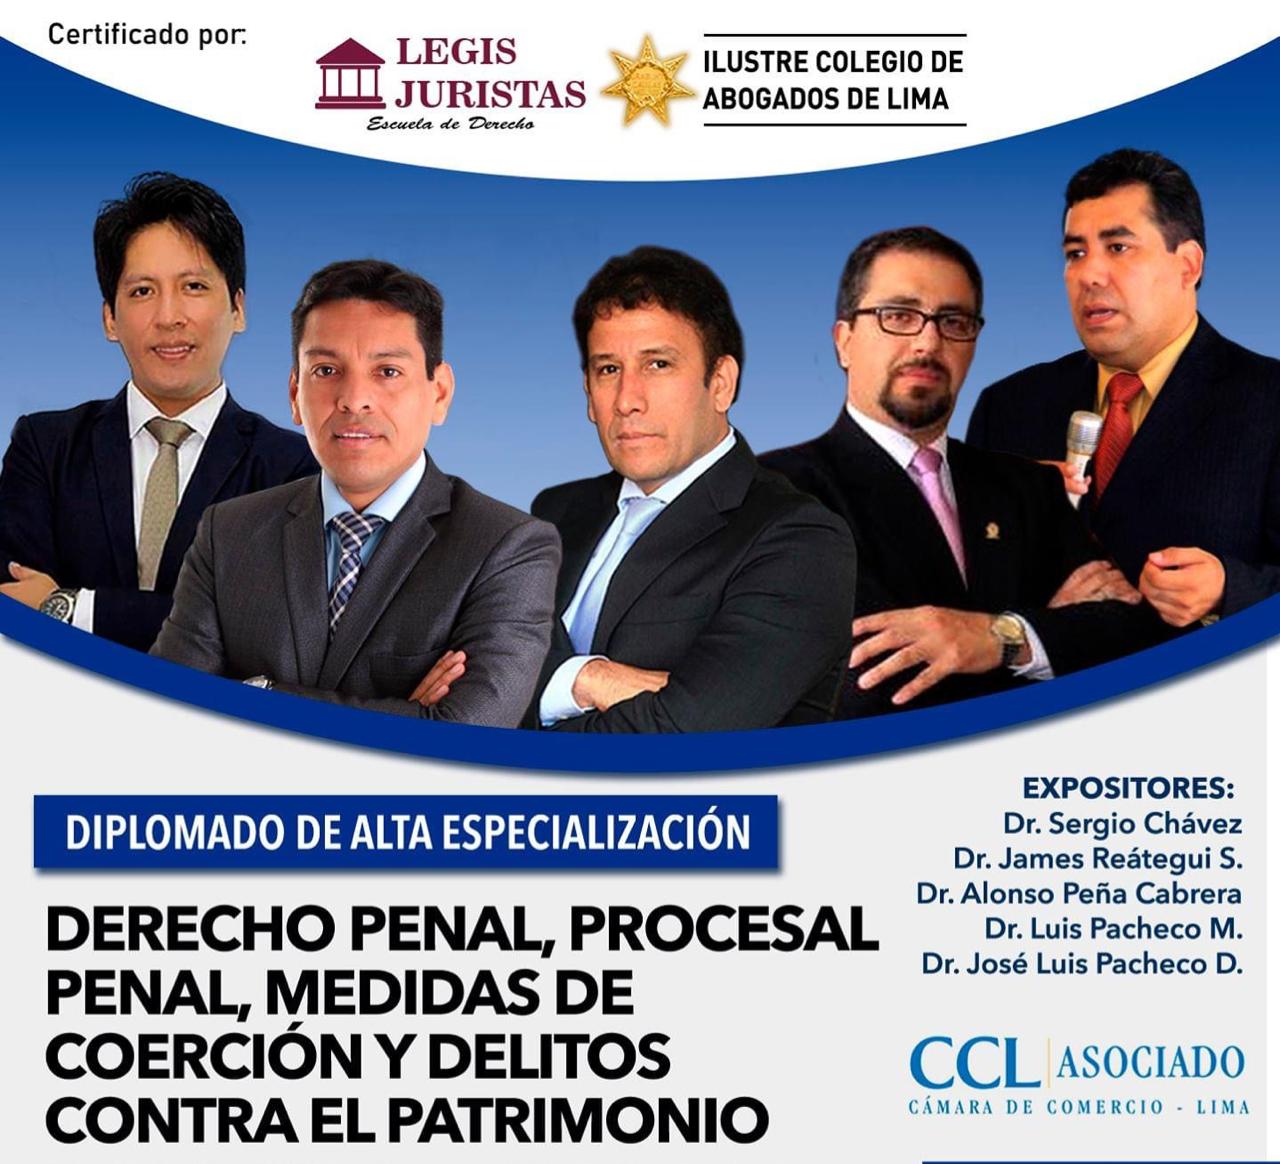 Certificado por:
LEGIS
JURISTAS
Escuela de Derecho
ILUSTRE COLEGIO DE
ABOGADOS DE LIMA
DIPLOMADO DE ALTA ESPECIALIZACIÓN
DERECHO PENAL, PROCESAL
PENAL, MEDIDAS DE
COERCIÓN Y DELITOS
CONTRA EL PATRIMONIO
EXPOSITORES:
Dr. Sergio Chávez
Dr. James Reátegui S.
Dr. Alonso Peña Cabrera
Dr. Luis Pacheco M.
Dr. José Luis Pacheco D.
CCL ASOCIADO
CÁMARA DE COMERCIO - LIMA